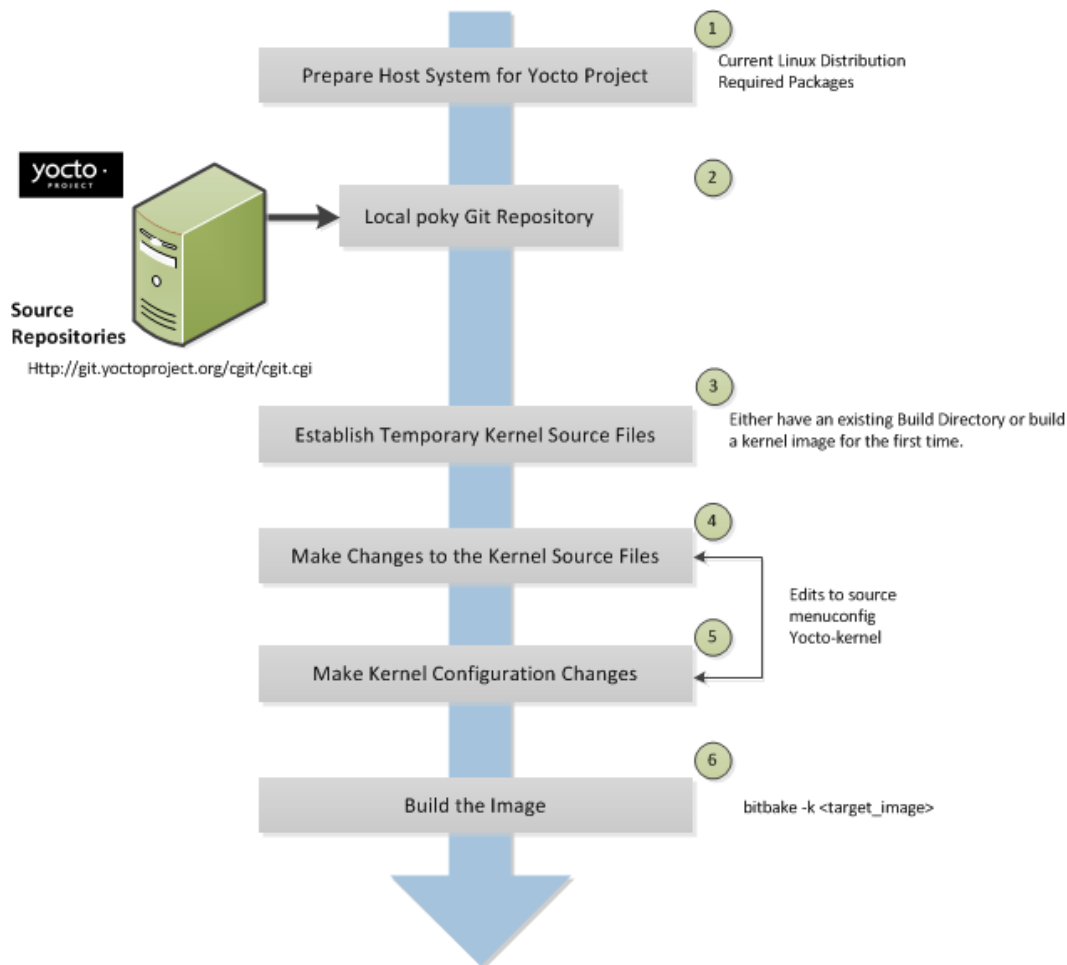 1
Prepare Host System for Yocto Project
Current Linux Distribution
Required Packages
yocto ·
PROJECT
2
Local poky Git Repository
Source
Repositories
Http://git.yoctoproject.org/cgit/cgit.cgi
3
Establish Temporary Kernel Source Files
Either have an existing Build Directory or build
a kernel image for the first time.
4
Make Changes to the Kernel Source Files
Edits to source
menuconfig
Yocto-kernel
5
Make Kernel Configuration Changes
6
Build the Image
bitbake -k <target_image>